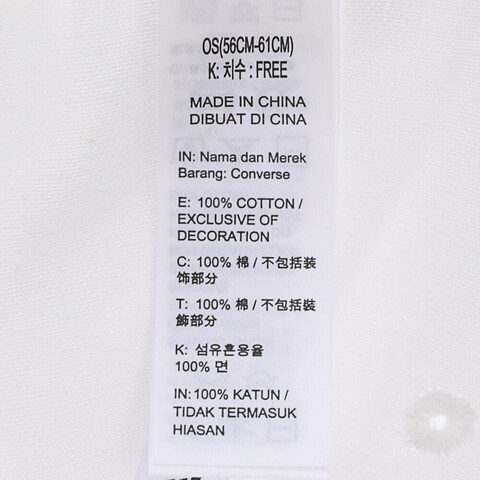 OS(56CM-61CM)
K: 치수 : FREE
MADE IN CHINA
DIBUAT DI CINA
IN: Nama dan Merek
Barang: Converse
E: 100% COTTON /
EXCLUSIVE OF
DECORATION
C: 100% 棉 / 不包括装
饰部分
T: 100% 棉 / 不包括裝
飾部分
K: 섬유혼용율
100% 면
IN: 100% KATUN /
TIDAK TERMASUK
HIASAN